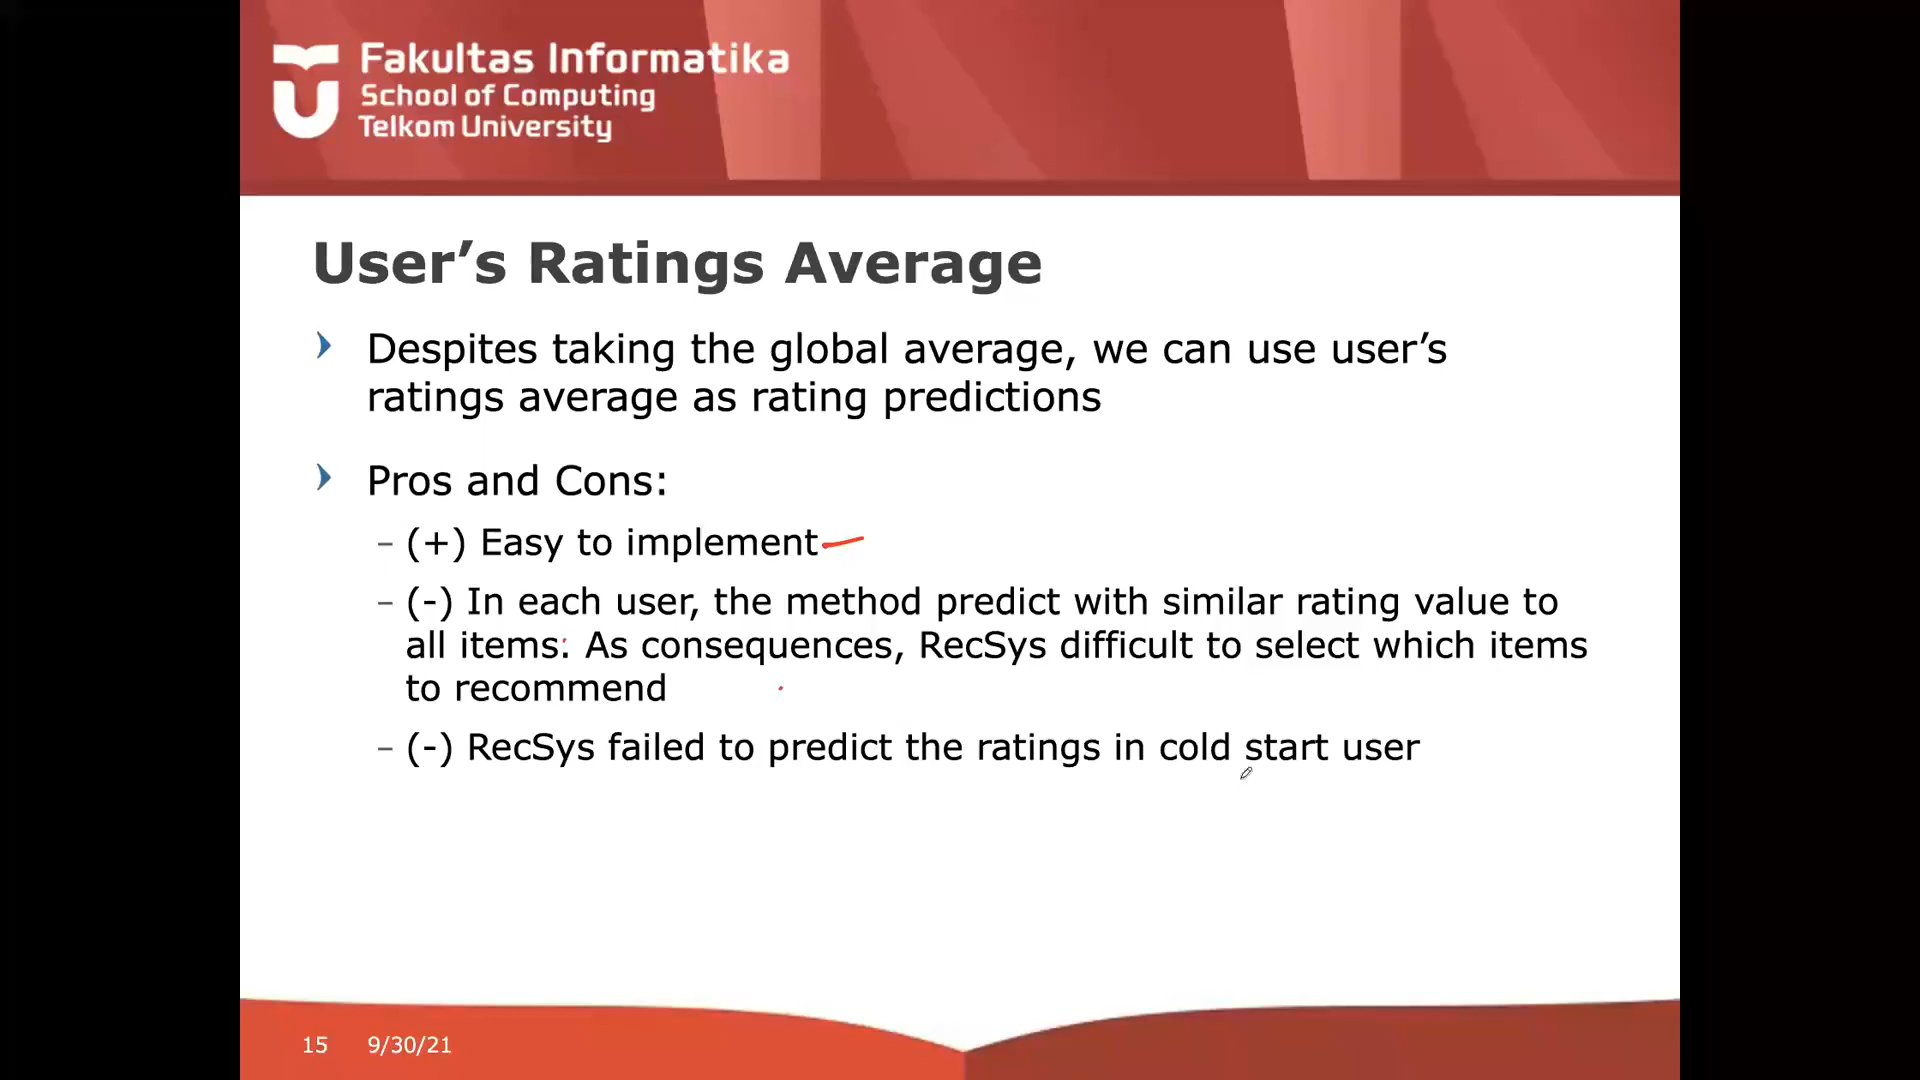 Fakultas Informatika
School of Computing
Telkom University
User’s Ratings Average
Despites taking the global average, we can use user’s
ratings average as rating predictions
Pros and Cons:
– (+) Easy to implement
– (-) In each user, the method predict with similar rating value to
all items. As consequences, RecSys difficult to select which items
to recommend
– (-) RecSys failed to predict the ratings in cold start user
15 9/30/21